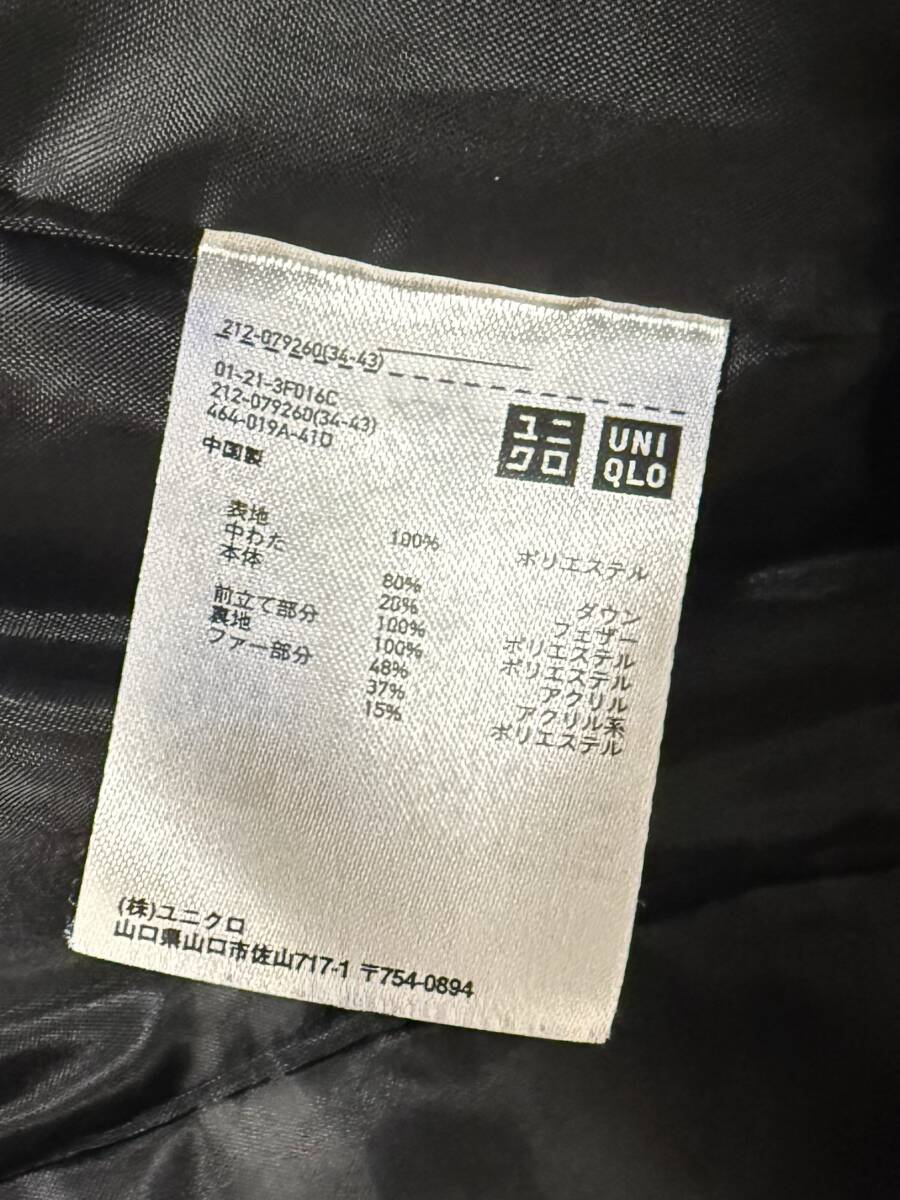 212-079260(34-43)
01-21-3F016C
212-079260(34-43)
464-019A-41D
中国製
ユニ
クロ
UNI
QLO
表地 100% ポリエステル
中わた
本体 80% ダウン
20% フェザー
前立て部分 100% ポリエステル
裏地 100% ポリエステル
ファー部分 48% アクリル
37% アクリル系
15% ポリエステル
(株)ユニクロ
山口県山口市佐山717-1 〒754-0894